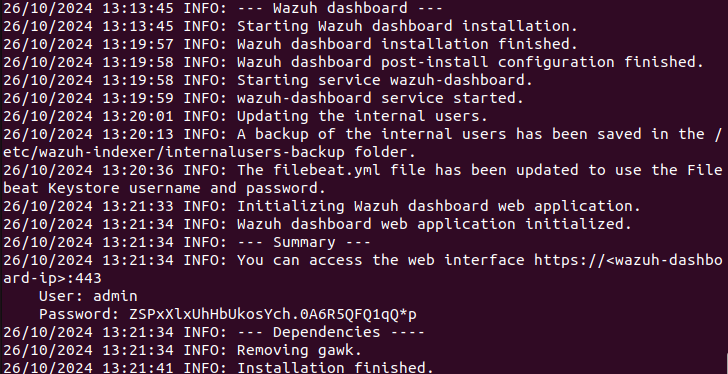 26/10/2024 13:13:45 INFO: --- Wazuh dashboard ---
26/10/2024 13:13:45 INFO: Starting Wazuh dashboard installation.
26/10/2024 13:19:57 INFO: Wazuh dashboard installation finished.
26/10/2024 13:19:58 INFO: Wazuh dashboard post-install configuration finished.
26/10/2024 13:19:58 INFO: Starting service wazuh-dashboard.
26/10/2024 13:19:59 INFO: wazuh-dashboard service started.
26/10/2024 13:20:01 INFO: Updating the internal users.
26/10/2024 13:20:13 INFO: A backup of the internal users has been saved in the /
etc/wazuh-indexer/internalusers-backup folder.
26/10/2024 13:20:36 INFO: The filebeat.yml file has been updated to use the File
beat Keystore username and password.
26/10/2024 13:21:33 INFO: Initializing Wazuh dashboard web application.
26/10/2024 13:21:34 INFO: Wazuh dashboard web application initialized.
26/10/2024 13:21:34 INFO: --- Summary ---
26/10/2024 13:21:34 INFO: You can access the web interface https://<wazuh-dashbo
ard-ip>:443
    User: admin
    Password: ZSPxXlxUhHbUkosYch.0A6R5QFQ1qQ*p
26/10/2024 13:21:34 INFO: --- Dependencies ----
26/10/2024 13:21:34 INFO: Removing gawk.
26/10/2024 13:21:41 INFO: Installation finished.